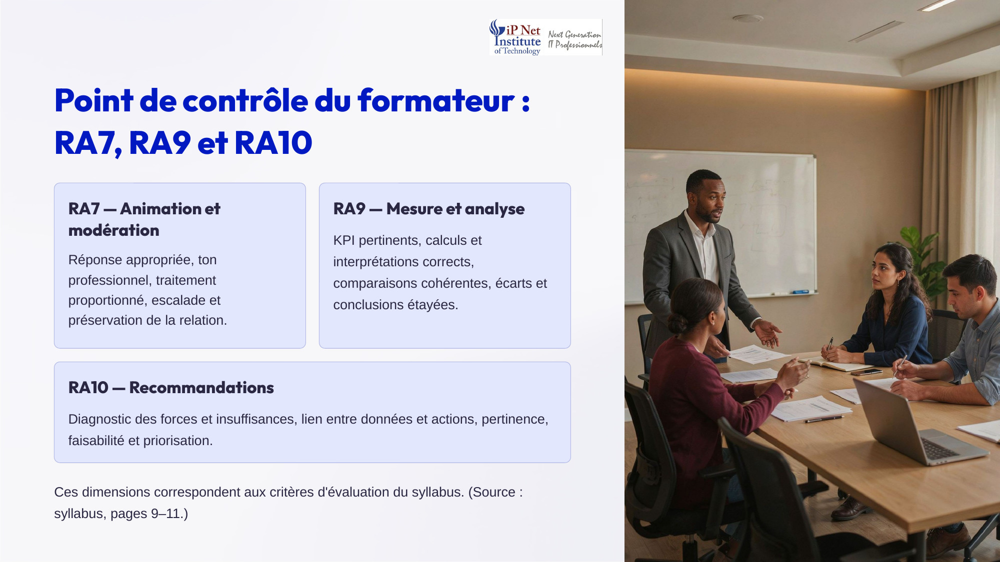 iP Net
Institute
of Technology
Next Generation
IT Professionnels
Point de contrôle du formateur :
RA7, RA9 et RA10
RA7 — Animation et
modération
Réponse appropriée, ton
professionnel, traitement
proportionné, escalade et
préservation de la relation.
RA9 — Mesure et analyse
KPI pertinents, calculs et
interprétations corrects,
comparaisons cohérentes, écarts et
conclusions étayées.
RA10 — Recommandations
Diagnostic des forces et insuffisances, lien entre données et actions, pertinence,
faisabilité et priorisation.
Ces dimensions correspondent aux critères d'évaluation du syllabus. (Source :
syllabus, pages 9–11.)